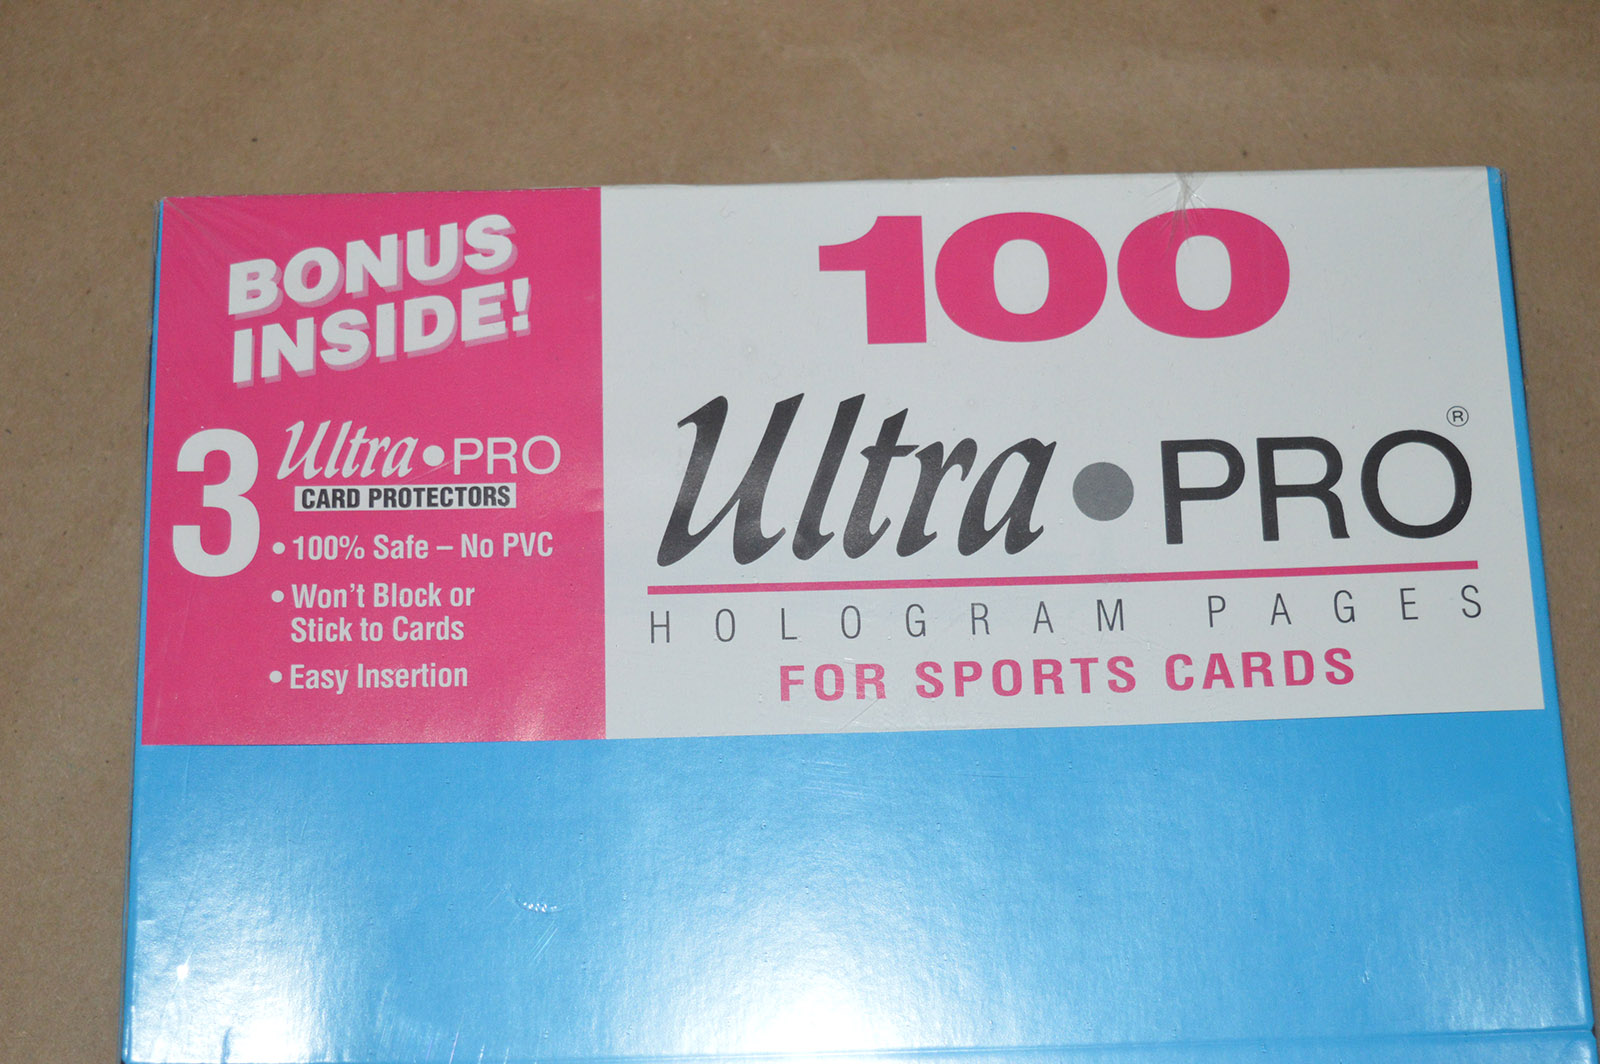 BONUS
INSIDE!
3
Ultra•PRO
CARD PROTECTORS
• 100% Safe – No PVC
• Won't Block or
Stick to Cards
• Easy Insertion
100
Ultra•PRO®
HOLOGRAM PAGES
FOR SPORTS CARDS